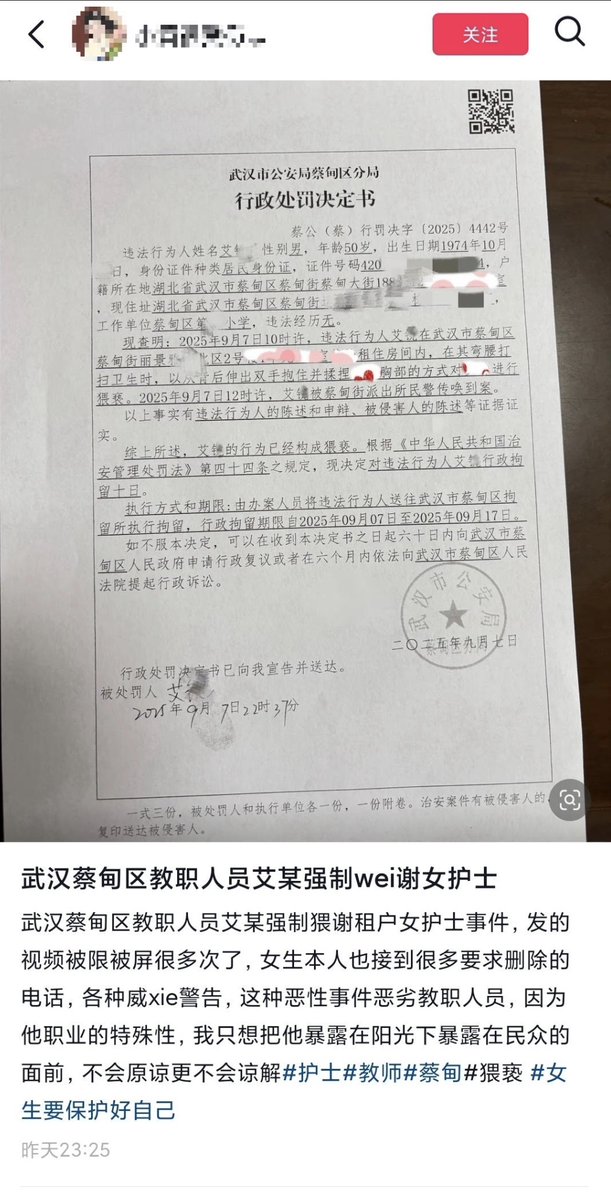 关注
武汉市公安局蔡甸区分局
行政处罚决定书
蔡公（蔡）行罚决字〔2025〕4442号
违法行为人姓名艾 性别男，年龄50岁，出生日期1974年10月
日，身份证件种类居民身份证，证件号码420 4，户
籍所在地湖北省武汉市蔡甸区蔡甸街蔡甸大街18
，现住址湖北省武汉市蔡甸区蔡甸街
工作单位蔡甸区第 小学，违法经历无。
现查明：2025年9月7日10时许，违法行为人艾 在武汉市蔡甸区
蔡甸街丽景 北区2号 租住房间内，在其弯腰打
扫卫生时，以从背后伸出双手抱住并揉捏 胸部的方式对 进行
猥亵。2025年9月7日12时许，艾 被蔡甸街派出所民警传唤到案。
以上事实有违法行为人的陈述和申辩、被侵害人的陈述等证据证
实。
综上所述，艾 的行为已经构成猥亵。根据《中华人民共和国治
安管理处罚法》第四十四条之规定，现决定对违法行为人艾 行政拘
留十日。
执行方式和期限：由办案人员将违法行为人送往武汉市蔡甸区拘
留所执行拘留，行政拘留期限自2025年09月07日至2025年09月17日。
如不服本决定，可以在收到本决定书之日起六十日内向武汉市蔡
甸区人民政府申请行政复议或者在六个月内依法向武汉市蔡甸区人民
法院提起行政诉讼。
武汉市公安局
二〇二五年九月七日
行政处罚决定书已向我宣告并送达。
被处罚人 艾
2025年9月7日22时37分
一式三份，被处罚人和执行单位各一份，一份附卷。治安案件有被侵害人的，
复印送达被侵害人。
武汉蔡甸区教职人员艾某强制wei谢女护士
武汉蔡甸区教职人员艾某强制猥谢租户女护士事件，发的
视频被限被屏很多次了，女生本人也接到很多要求删除的
电话，各种威xie警告，这种恶性事件恶劣教职人员，因为
他职业的特殊性，我只想把他暴露在阳光下暴露在民众的
面前，不会原谅更不会谅解#护士#教师#蔡甸#猥亵 #女
生要保护好自己
昨天23:25